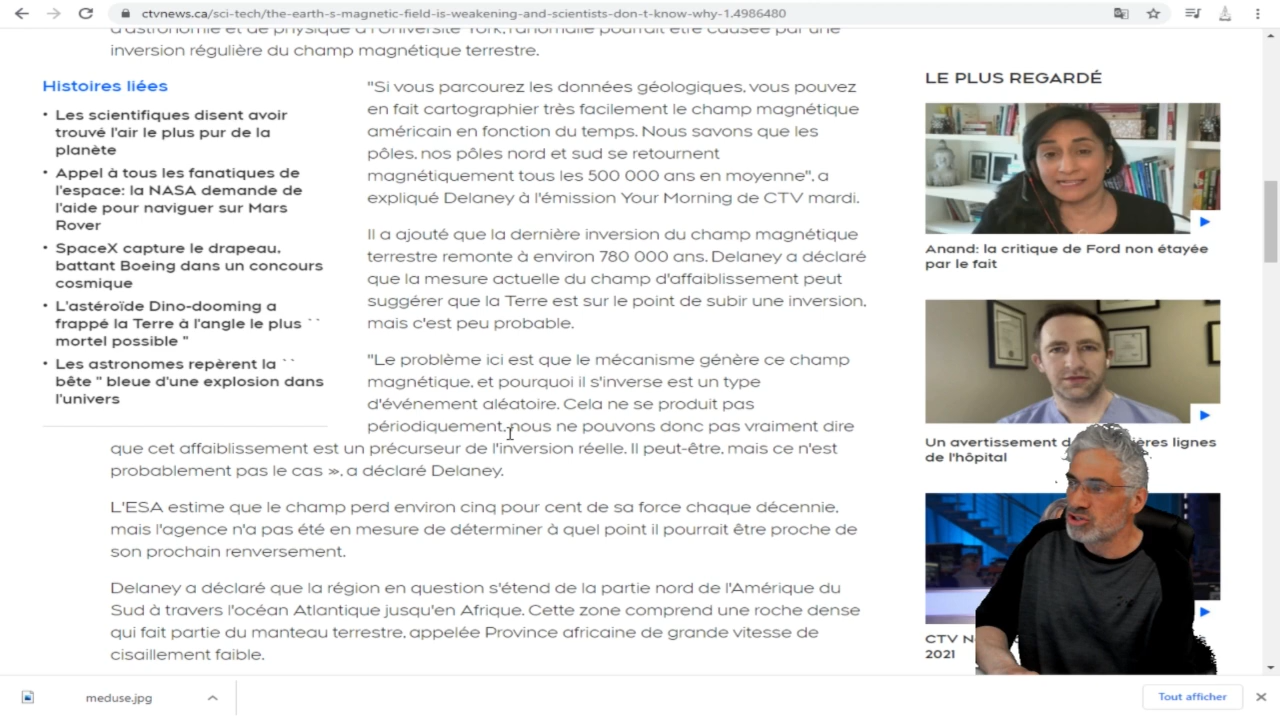 ctvnews.ca/sci-tech/the-earth-s-magnetic-field-is-weakening-and-scientists-don-t-know-why-1.4986480
d'astronomie et de physique à l'Université York, l'anomalie pourrait être causée par une
inversion régulière du champ magnétique terrestre.
Histoires liées
• Les scientifiques disent avoir
trouvé l'air le plus pur de la
planète
• Appel à tous les fanatiques de
l'espace: la NASA demande de
l'aide pour naviguer sur Mars
Rover
• SpaceX capture le drapeau,
battant Boeing dans un concours
cosmique
• L'astéroïde Dino-dooming a
frappé la Terre à l'angle le plus ``
mortel possible "
• Les astronomes repèrent la ``
bête " bleue d'une explosion dans
l'univers
"Si vous parcourez les données géologiques, vous pouvez
en fait cartographier très facilement le champ magnétique
américain en fonction du temps. Nous savons que les
pôles, nos pôles nord et sud se retournent
magnétiquement tous les 500 000 ans en moyenne", a
expliqué Delaney à l'émission Your Morning de CTV mardi.
Il a ajouté que la dernière inversion du champ magnétique
terrestre remonte à environ 780 000 ans. Delaney a déclaré
que la mesure actuelle du champ d'affaiblissement peut
suggérer que la Terre est sur le point de subir une inversion,
mais c'est peu probable.
"Le problème ici est que le mécanisme génère ce champ
magnétique, et pourquoi il s'inverse est un type
d'événement aléatoire. Cela ne se produit pas
périodiquement, nous ne pouvons donc pas vraiment dire
que cet affaiblissement est un précurseur de l'inversion réelle. Il peut-être, mais ce n'est
probablement pas le cas », a déclaré Delaney.
L'ESA estime que le champ perd environ cinq pour cent de sa force chaque décennie,
mais l'agence n'a pas été en mesure de déterminer à quel point il pourrait être proche de
son prochain renversement.
Delaney a déclaré que la région en question s'étend de la partie nord de l'Amérique du
Sud à travers l'océan Atlantique jusqu'en Afrique. Cette zone comprend une roche dense
qui fait partie du manteau terrestre, appelée Province africaine de grande vitesse de
cisaillement faible.
LE PLUS REGARDÉ
Anand: la critique de Ford non étayée
par le fait
Un avertissement lignes
de l'hôpital
CTV
2021
meduse.jpg
Tout afficher